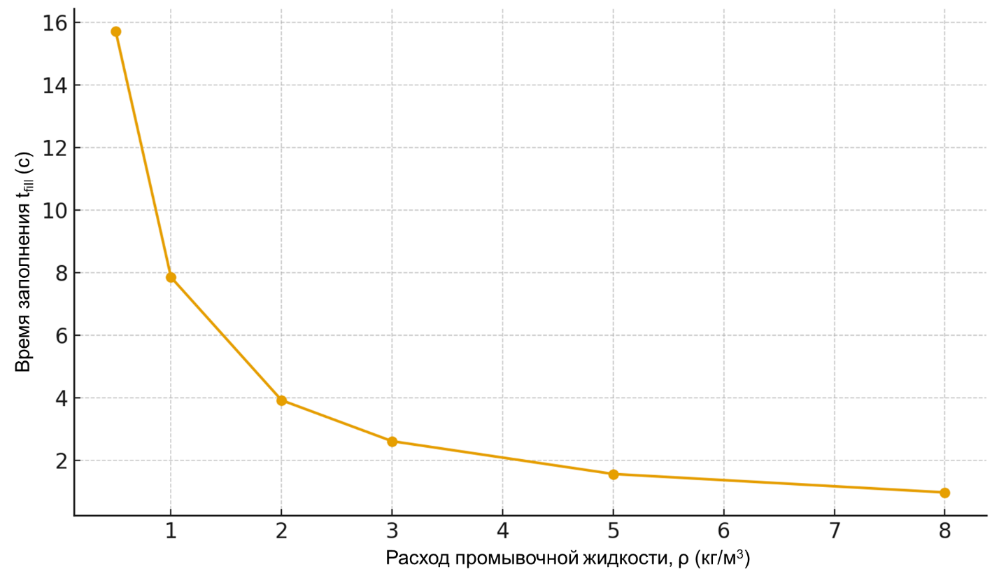 16
14
12
10
8
6
4
2
Время заполнения t_fill (с)
1 2 3 4 5 6 7 8
Расход промывочной жидкости, ρ (кг/м³)